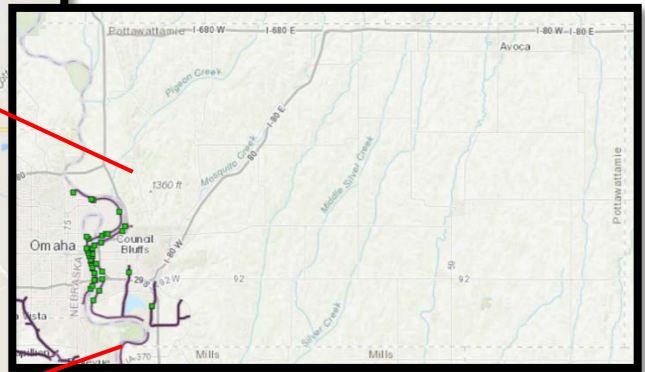 Pottawattamie I-680 W I-680 E I-80 W I-80 E
Avoca
Pigeon Creek
I-80 E
80
Mosquito Creek
1360 ft
Middle Silver Creek
Pottawattamie
80
75
Omaha
Council
Bluffs
I-80 W
NEBRASKA
29
92 W
92
59
92
Silver Creek
Vista
Mills
Mills
370